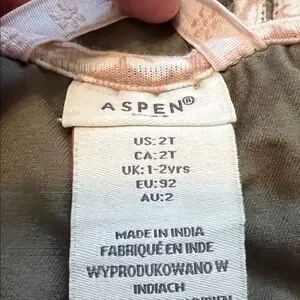 ASPEN®
US: 2T
CA: 2T
UK: 1-2yrs
EU: 92
AU: 2
MADE IN INDIA
FABRIQUÉ EN INDE
WYPRODUKOWANO W
INDIACH